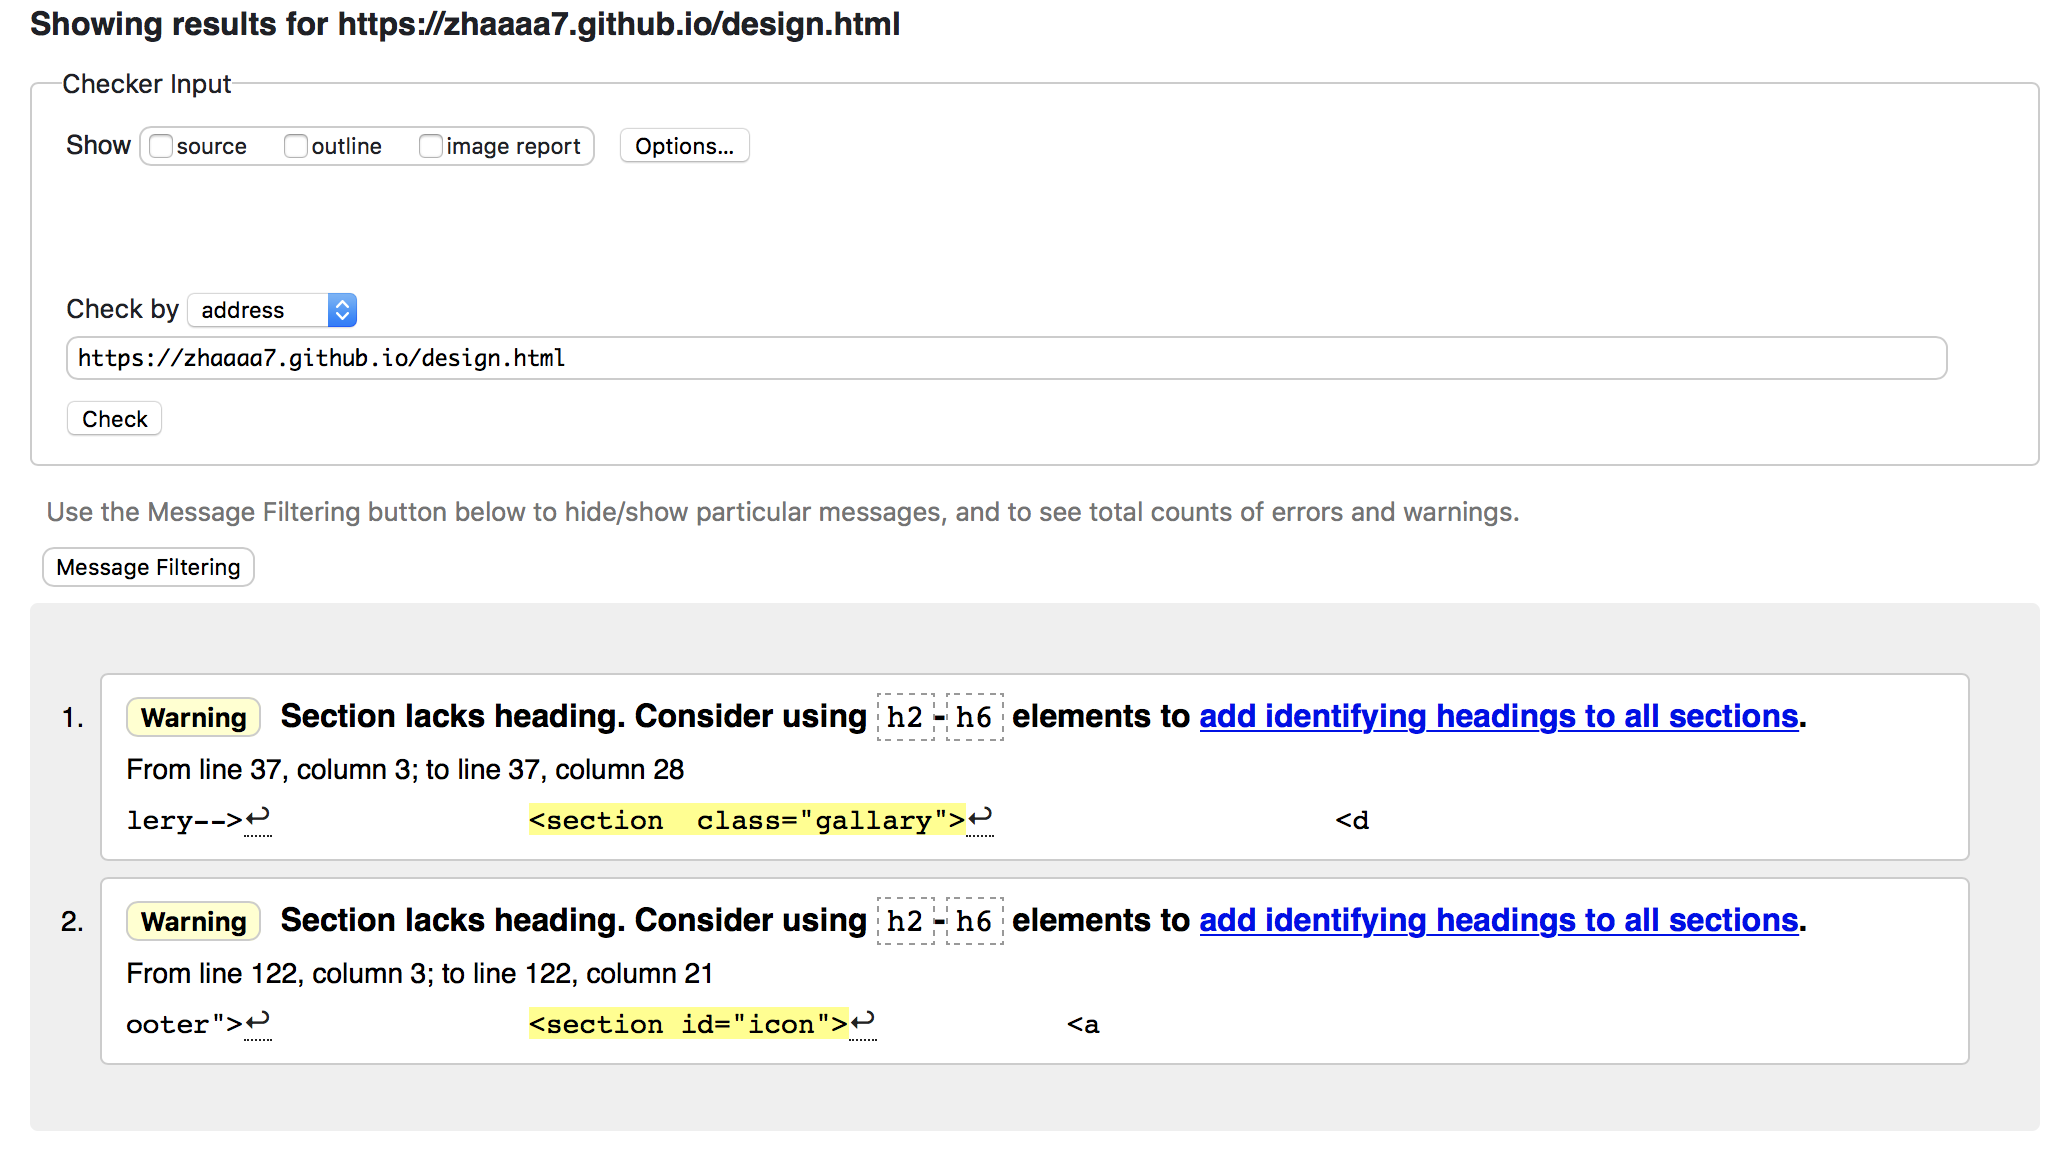 Showing results for https://zhaaaa7.github.io/design.html
Checker Input
Show source outline image report Options...
Check by address
https://zhaaaa7.github.io/design.html
Check
Use the Message Filtering button below to hide/show particular messages, and to see total counts of errors and warnings.
Message Filtering
1. Warning Section lacks heading. Consider using h2-h6 elements to add identifying headings to all sections.
From line 37, column 3; to line 37, column 28
lery-->↩ <section  class="gallary">↩ <d
2. Warning Section lacks heading. Consider using h2-h6 elements to add identifying headings to all sections.
From line 122, column 3; to line 122, column 21
ooter">↩ <section id="icon">↩ <a